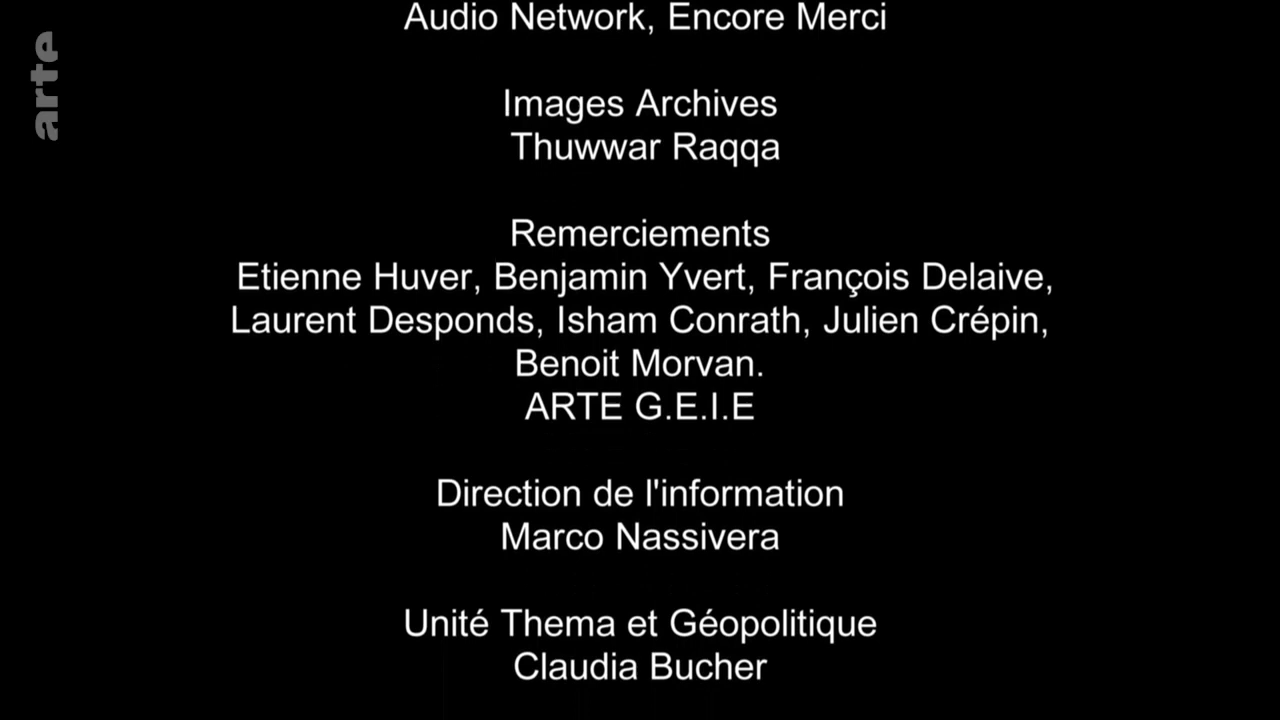 arte
Audio Network, Encore Merci
Images Archives
Thuwwar Raqqa
Remerciements
Etienne Huver, Benjamin Yvert, François Delaive,
Laurent Desponds, Isham Conrath, Julien Crépin,
Benoit Morvan.
ARTE G.E.I.E
Direction de l'information
Marco Nassivera
Unité Thema et Géopolitique
Claudia Bucher